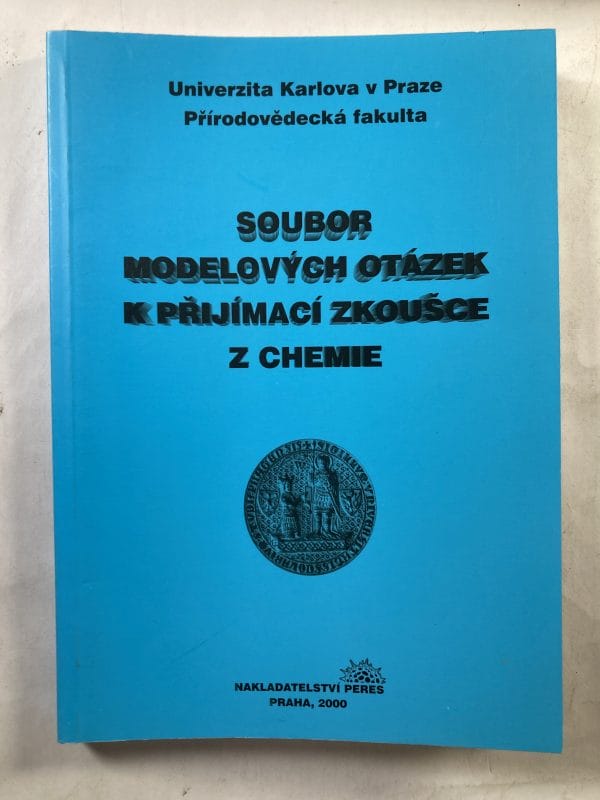 Univerzita Karlova v Praze
Přírodovědecká fakulta
SOUBOR
MODELOVÝCH OTÁZEK
K PŘIJÍMACÍ ZKOUŠCE
Z CHEMIE
NAKLADATELSTVÍ PERES
PRAHA, 2000